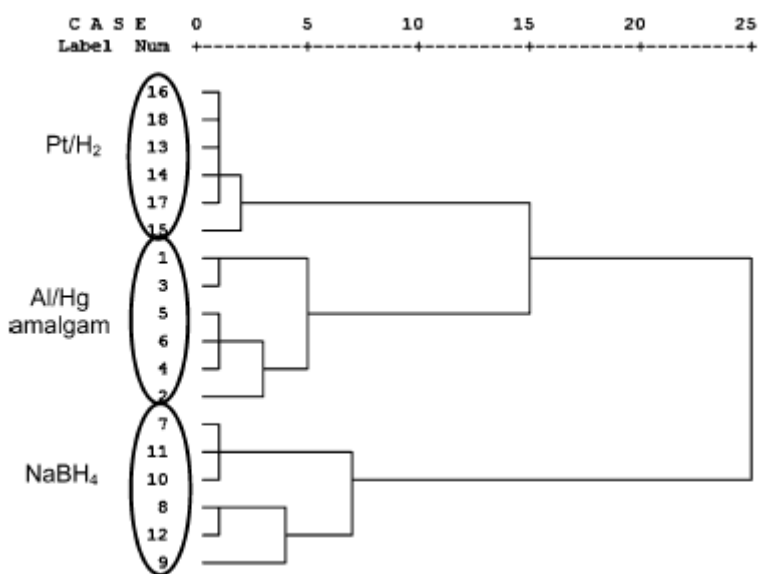 C A S E 0 5 10 15 20 25
Label Num +---------+---------+---------+---------+---------+
16
18
Pt/H₂ 13
14
17
15
1
3
Al/Hg 5
amalgam 6
4
2
7
11
NaBH₄ 10
8
12
9